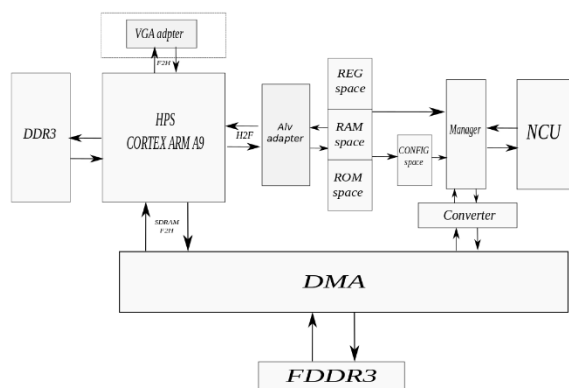 VGA adpter
F2H
DDR3
HPS
CORTEX ARM A9
H2F
Alv
adapter
REG
space
RAM
space
ROM
space
CONFIG
space
Manager
NCU
Converter
SDRAM
F2H
DMA
FDDR3